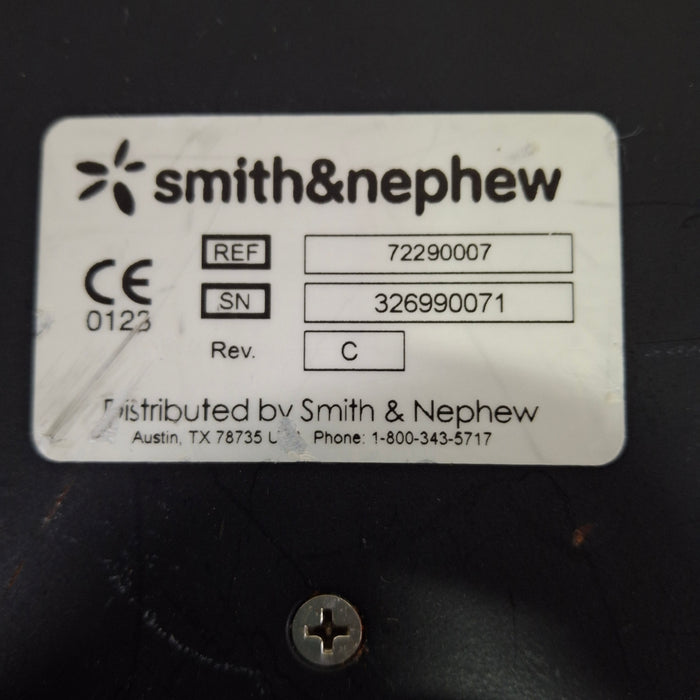 smith&nephew
REF 72290007
CE 0123
SN 326990071
Rev. C
Distributed by Smith & Nephew
Austin, TX 78735 Phone: 1-800-343-5717